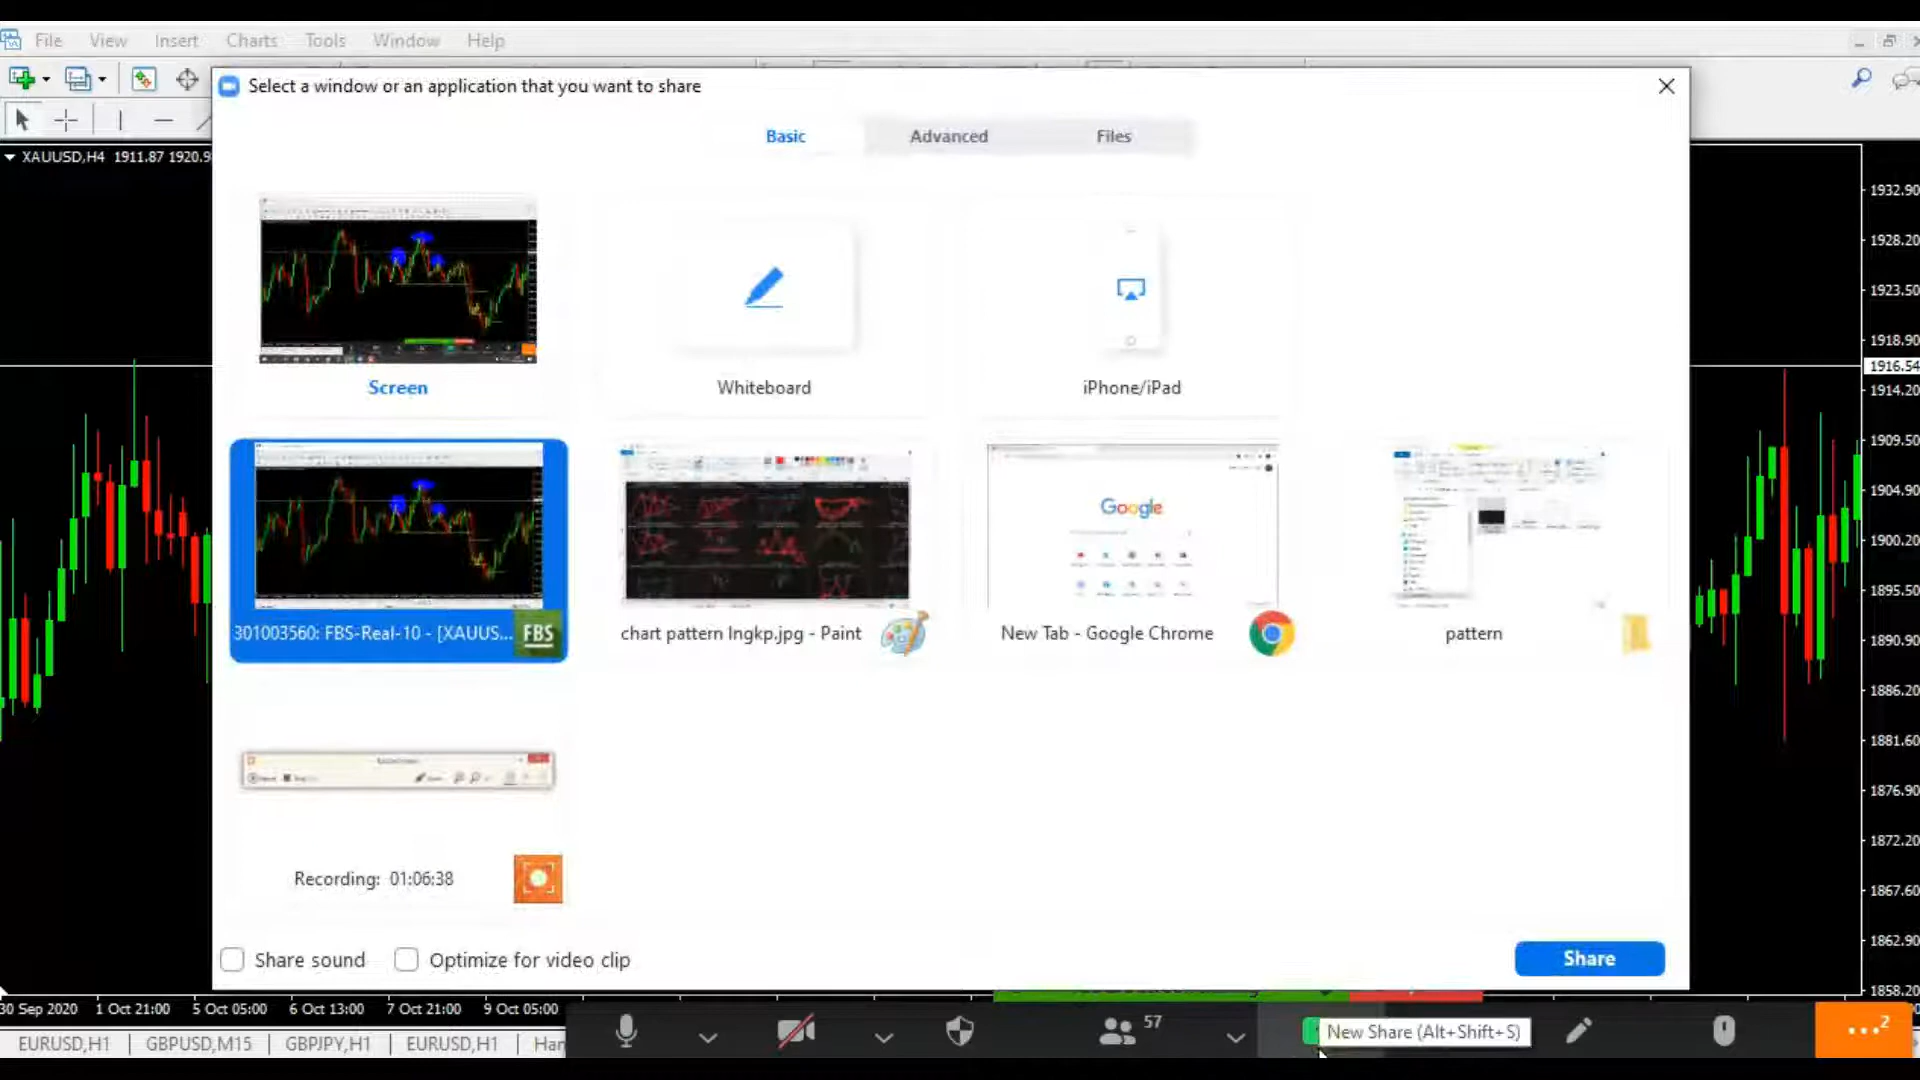 File View Insert Charts Tools Window Help
Select a window or an application that you want to share
Basic Advanced Files
XAUUSD,H4 1911.87 1920.9
1932.90
1928.20
1923.50
1918.90
1916.54
1914.20
1909.50
1904.90
1900.20
1895.50
1890.90
1886.20
1881.60
1876.90
1872.20
1867.60
1862.90
1858.20
Screen
Whiteboard
iPhone/iPad
Google
301003560: FBS-Real-10 - [XAUUS...
FBS
chart pattern lngkp.jpg - Paint
New Tab - Google Chrome
pattern
Recording: 01:06:38
Share sound
Optimize for video clip
Share
30 Sep 2020 1 Oct 21:00 5 Oct 05:00 6 Oct 13:00 7 Oct 21:00 9 Oct 05:00
57
New Share (Alt+Shift+S)
2
EURUSD,H1 GBPUSD,M15 GBPJPY,H1 EURUSD,H1 Han